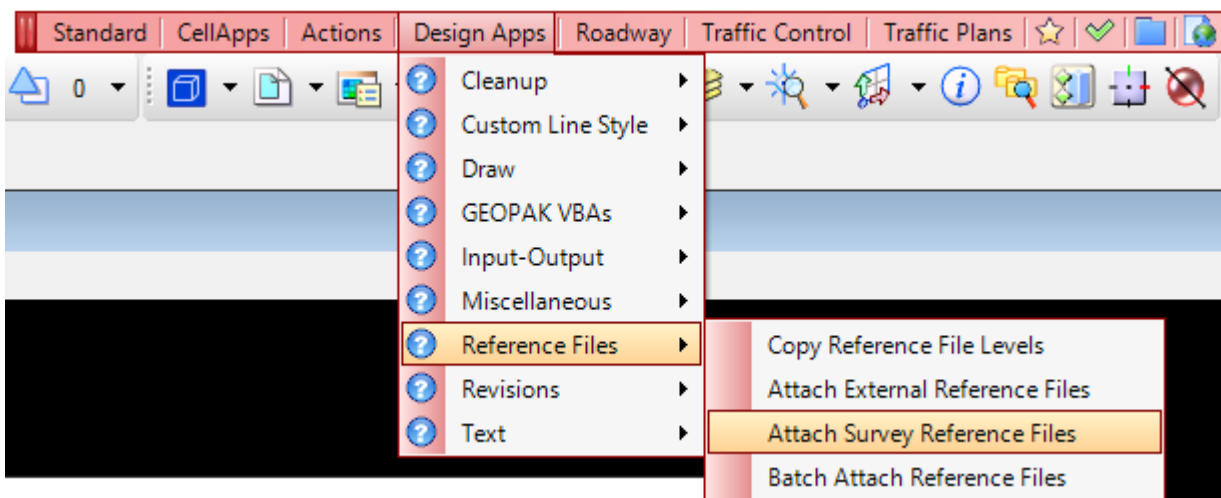 Standard CellApps Actions Design Apps Roadway Traffic Control Traffic Plans
0
Cleanup
Custom Line Style
Draw
GEOPAK VBAs
Input-Output
Miscellaneous
Reference Files
Revisions
Text
Copy Reference File Levels
Attach External Reference Files
Attach Survey Reference Files
Batch Attach Reference Files